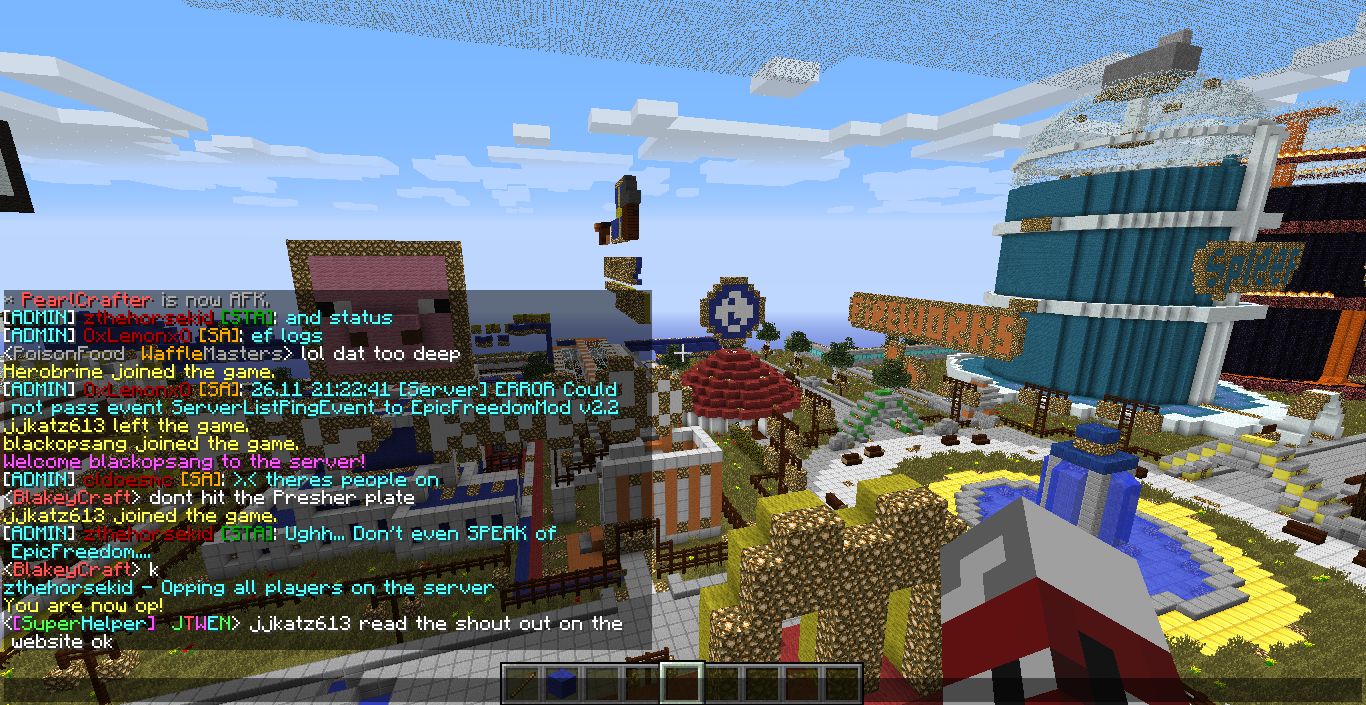 * PearlCrafter is now AFK.
[ADMIN] zthehorsekid [STA]: and status
[ADMIN] 0xLemonx0 [SA]: ef logs
<PoisonFood WaffleMasters> lol dat too deep
Herobrine joined the game.
[ADMIN] 0xLemonx0 [SA]: 26.11 21:22:41 [Server] ERROR Could
not pass event ServerListPingEvent to EpicFreedomMod v2.2
jjkatz613 left the game.
blackopsang joined the game.
Welcome blackopsang to the server!
[ADMIN] cldoesmc [SA]: >.< theres people on
<BlakeyCraft> dont hit the Presher plate
jjkatz613 joined the game.
[ADMIN] zthehorsekid [STA]: Ughh... Don't even SPEAK of
EpicFreedom....
<BlakeyCraft> k
zthehorsekid - Opping all players on the server
You are now op!
<[SuperHelper] JTWEN> jjkatz613 read the shout out on the
website ok
FIREWORKS
Spleef